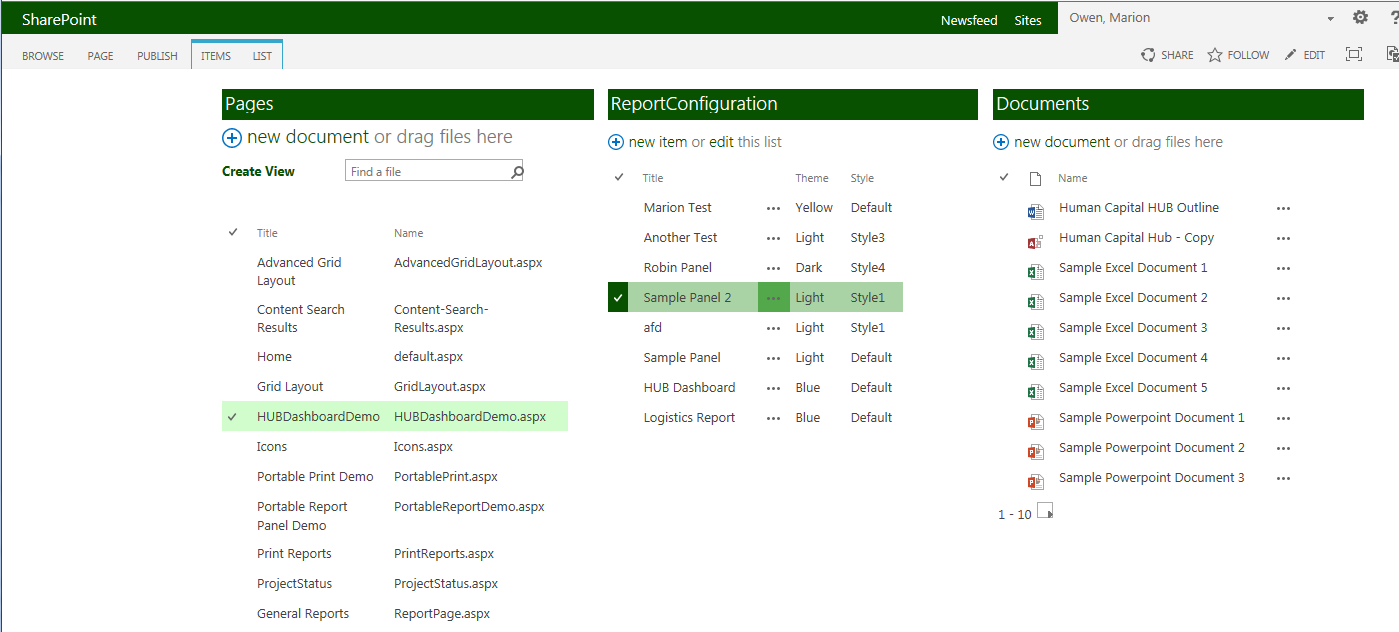 SharePoint
Newsfeed Sites
Owen, Marion
?
BROWSE PAGE PUBLISH ITEMS LIST
SHARE FOLLOW EDIT
Pages
new document or drag files here
Create View
Find a file
Title Name
Advanced Grid
Layout
AdvancedGridLayout.aspx
Content Search
Results
Content-Search-
Results.aspx
Home default.aspx
Grid Layout GridLayout.aspx
HUBDashboardDemo HUBDashboardDemo.aspx
Icons Icons.aspx
Portable Print Demo PortablePrint.aspx
Portable Report
Panel Demo
PortableReportDemo.aspx
Print Reports PrintReports.aspx
ProjectStatus ProjectStatus.aspx
General Reports ReportPage.aspx
ReportConfiguration
new item or edit this list
Title Theme Style
Marion Test ... Yellow Default
Another Test ... Light Style3
Robin Panel ... Dark Style4
Sample Panel 2 ... Light Style1
afd ... Light Style1
Sample Panel ... Light Default
HUB Dashboard ... Blue Default
Logistics Report ... Blue Default
Documents
new document or drag files here
Name
Human Capital HUB Outline ...
Human Capital Hub - Copy ...
Sample Excel Document 1 ...
Sample Excel Document 2 ...
Sample Excel Document 3 ...
Sample Excel Document 4 ...
Sample Excel Document 5 ...
Sample Powerpoint Document 1 ...
Sample Powerpoint Document 2 ...
Sample Powerpoint Document 3 ...
1 - 10